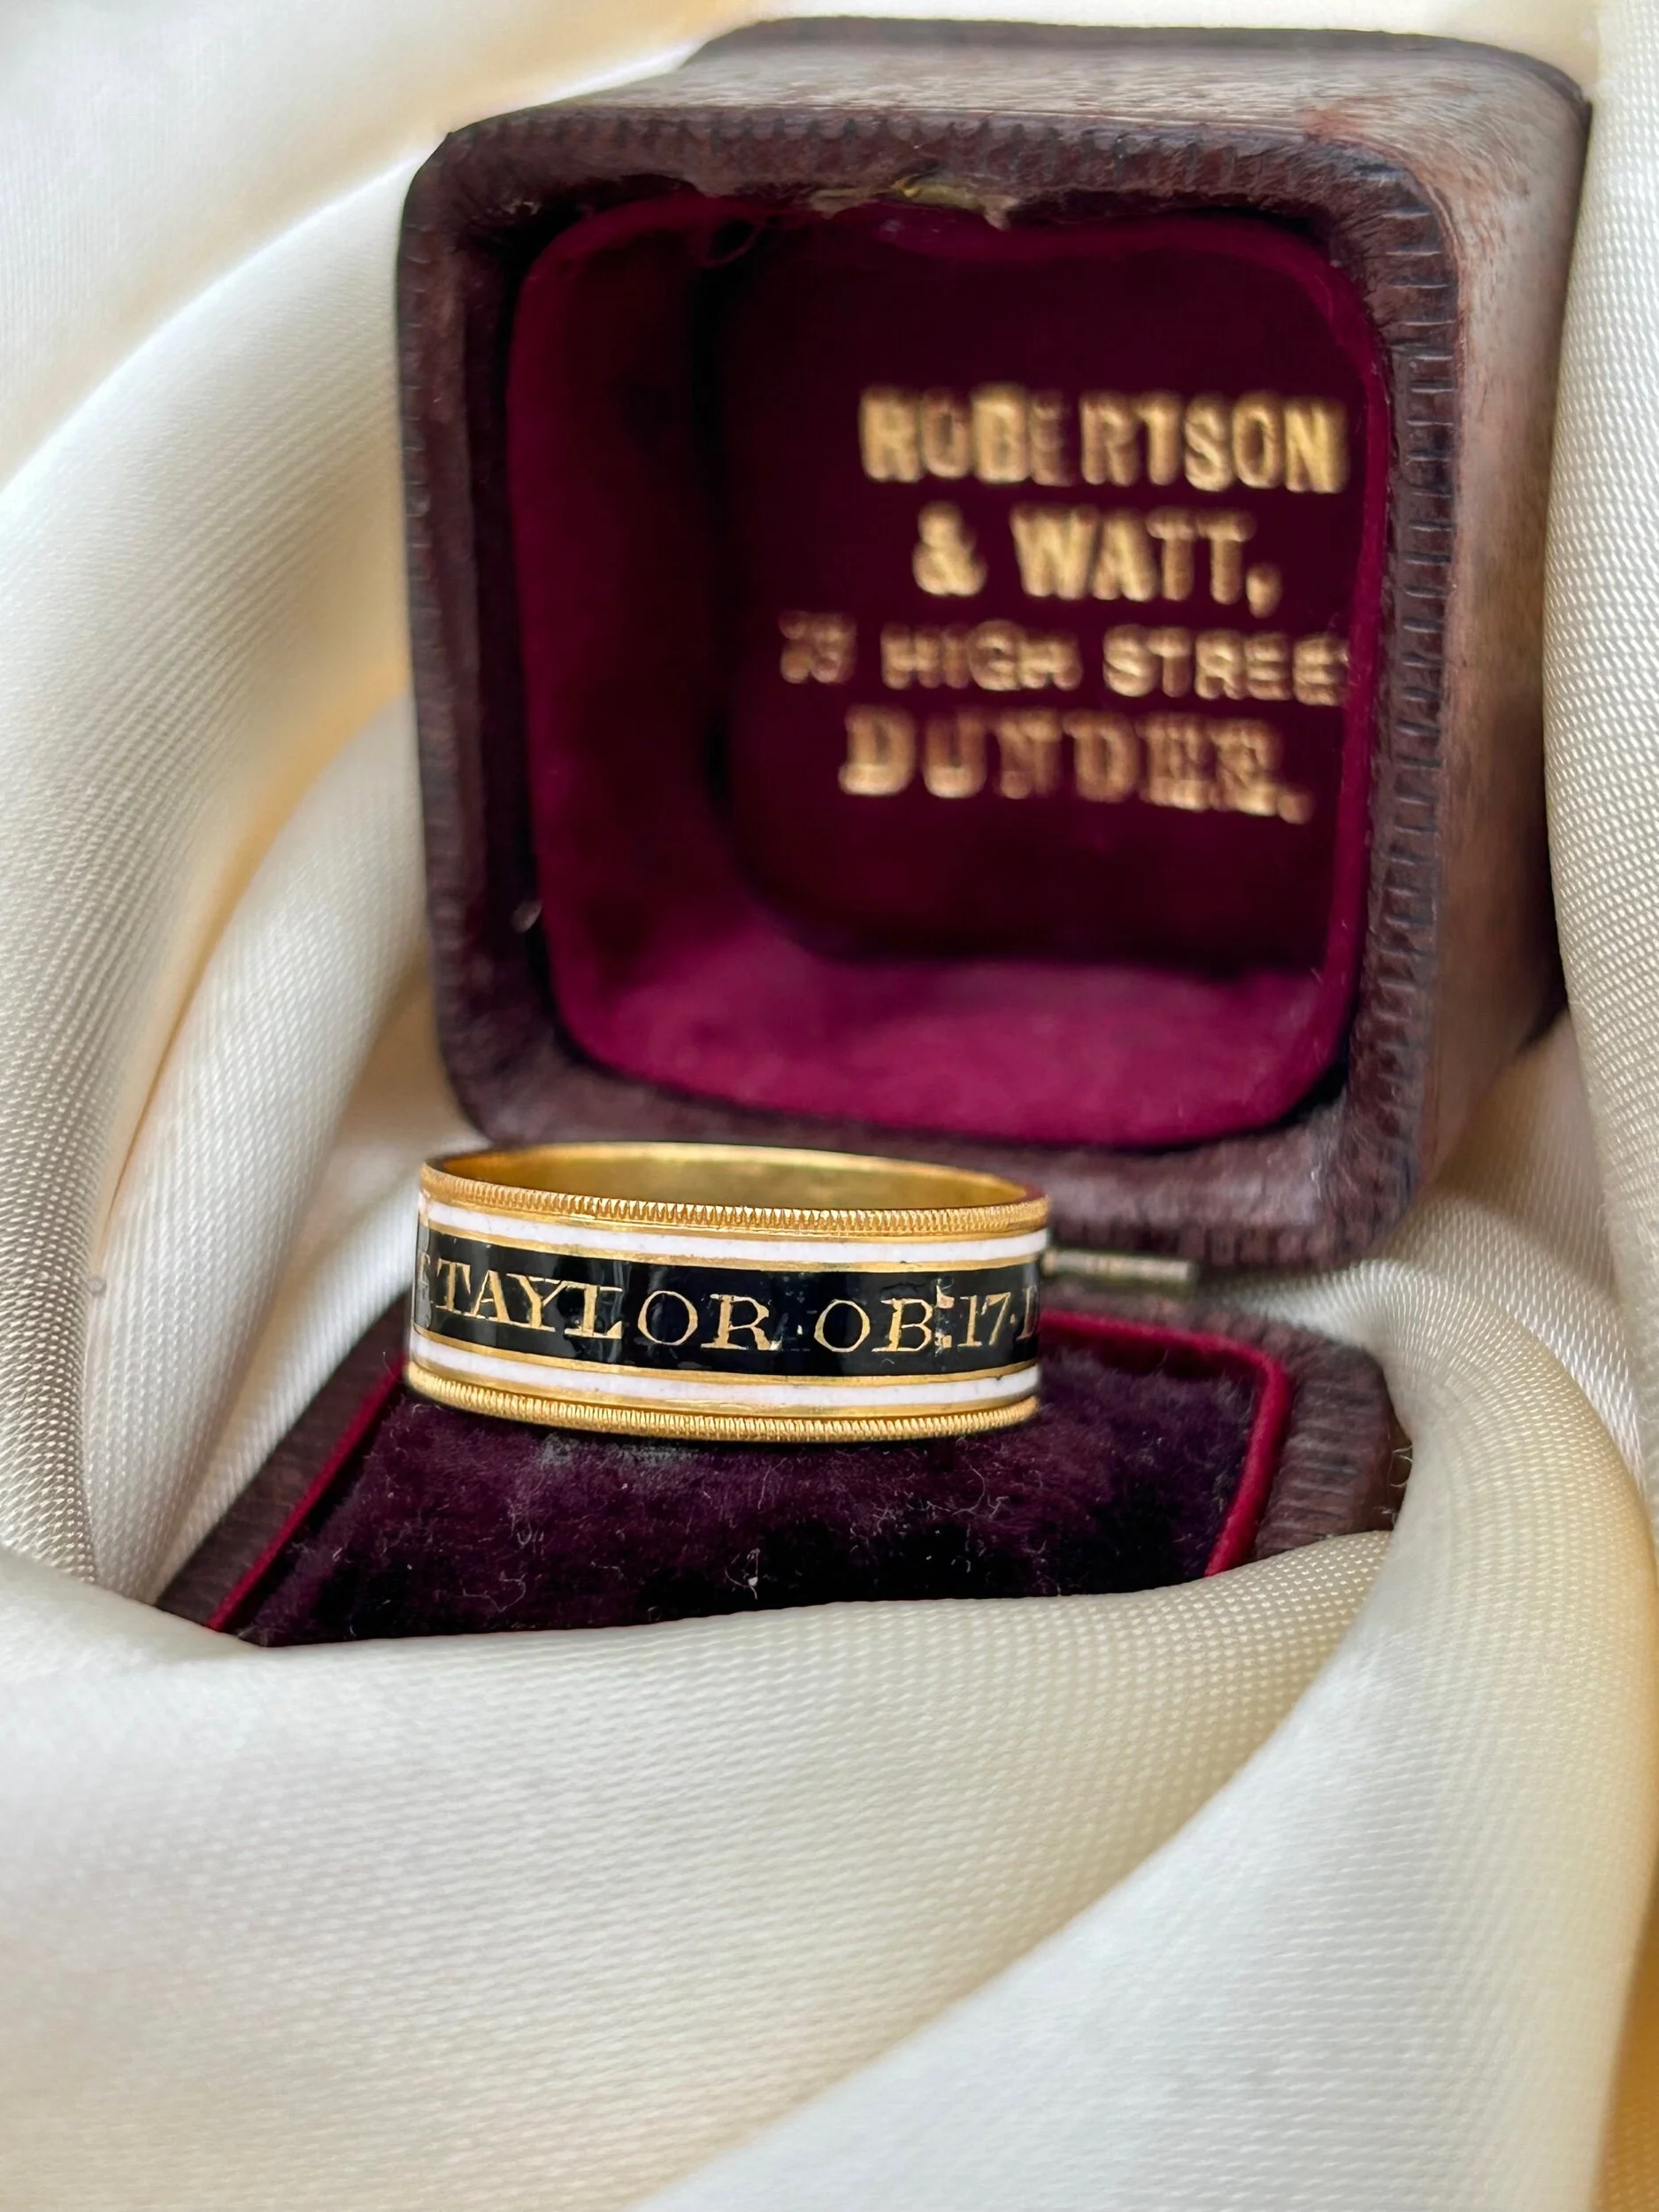 ROBERTSON
& WATT,
HIGH STREE
DUNDEE.
TAYLOR·OB:17·D